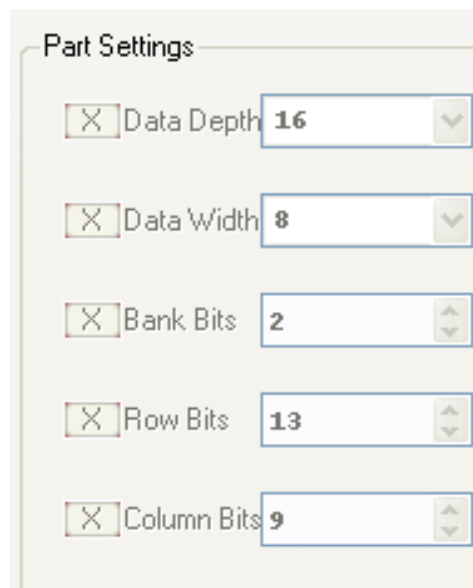 Part Settings
X Data Depth 16
X Data Width 8
X Bank Bits 2
X Row Bits 13
X Column Bits 9